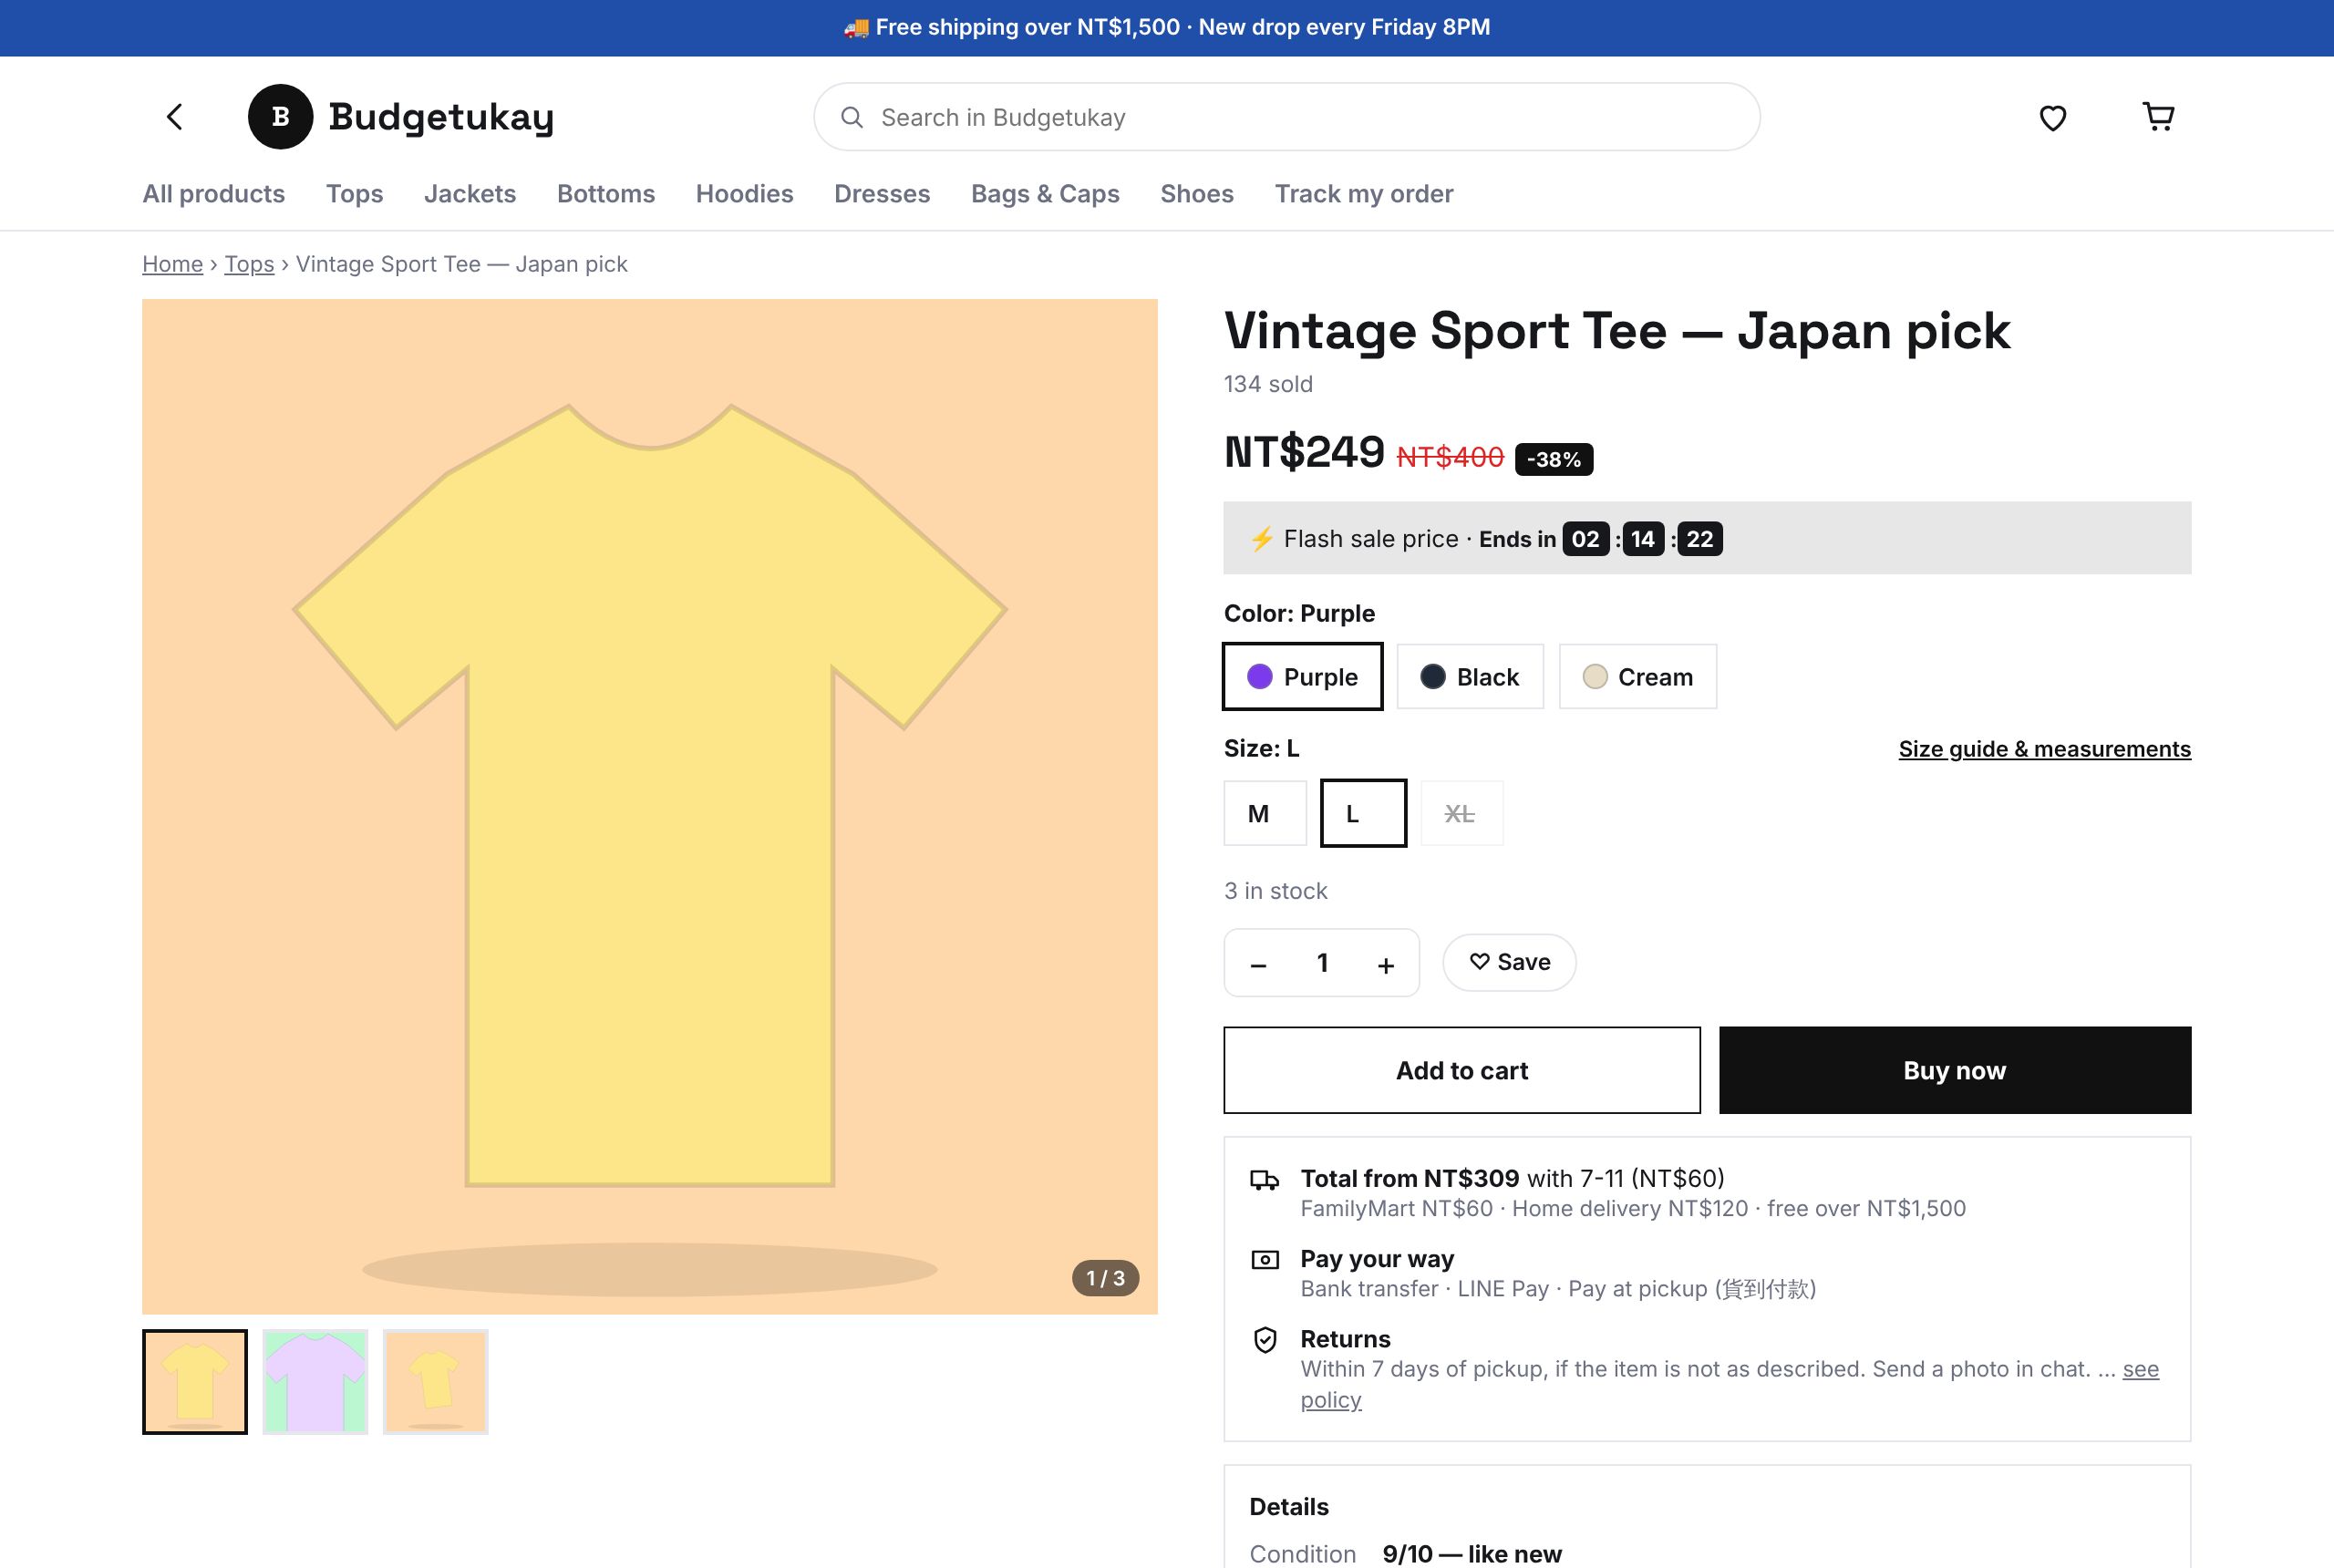 🚚 Free shipping over NT$1,500 · New drop every Friday 8PM
B Budgetukay
Search in Budgetukay
All products Tops Jackets Bottoms Hoodies Dresses Bags & Caps Shoes Track my order
Home › Tops › Vintage Sport Tee — Japan pick
Vintage Sport Tee — Japan pick
134 sold
NT$249 NT$400 -38%
⚡ Flash sale price · Ends in 02 : 14 : 22
Color: Purple
Purple Black Cream
Size: L Size guide & measurements
M L XL
3 in stock
− 1 + ♡ Save
Add to cart Buy now
Total from NT$309 with 7-11 (NT$60)
FamilyMart NT$60 · Home delivery NT$120 · free over NT$1,500
Pay your way
Bank transfer · LINE Pay · Pay at pickup (貨到付款)
Returns
Within 7 days of pickup, if the item is not as described. Send a photo in chat. ... see
policy
1 / 3
Details
Condition 9/10 — like new